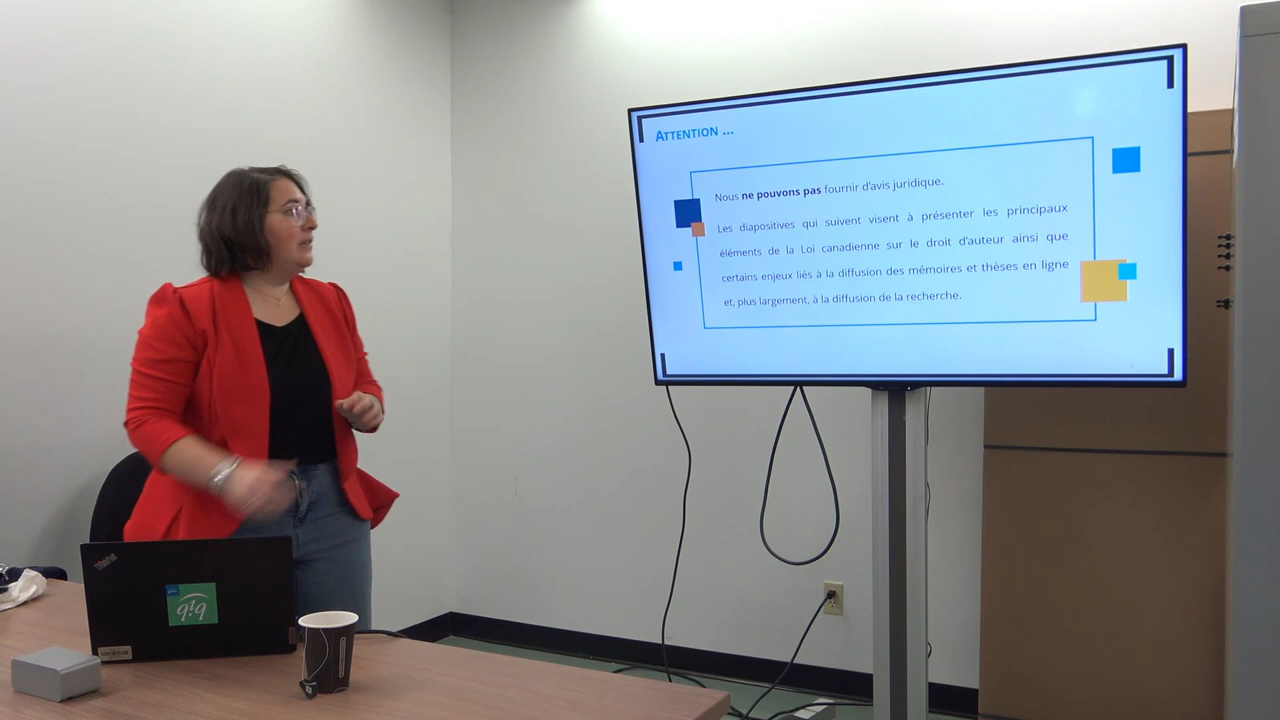 ATTENTION ...
Nous ne pouvons pas fournir d'avis juridique.
Les diapositives qui suivent visent à présenter les principaux
éléments de la Loi canadienne sur le droit d'auteur ainsi que
certains enjeux liés à la diffusion des mémoires et thèses en ligne
et, plus largement, à la diffusion de la recherche.
ThinkPad
bib